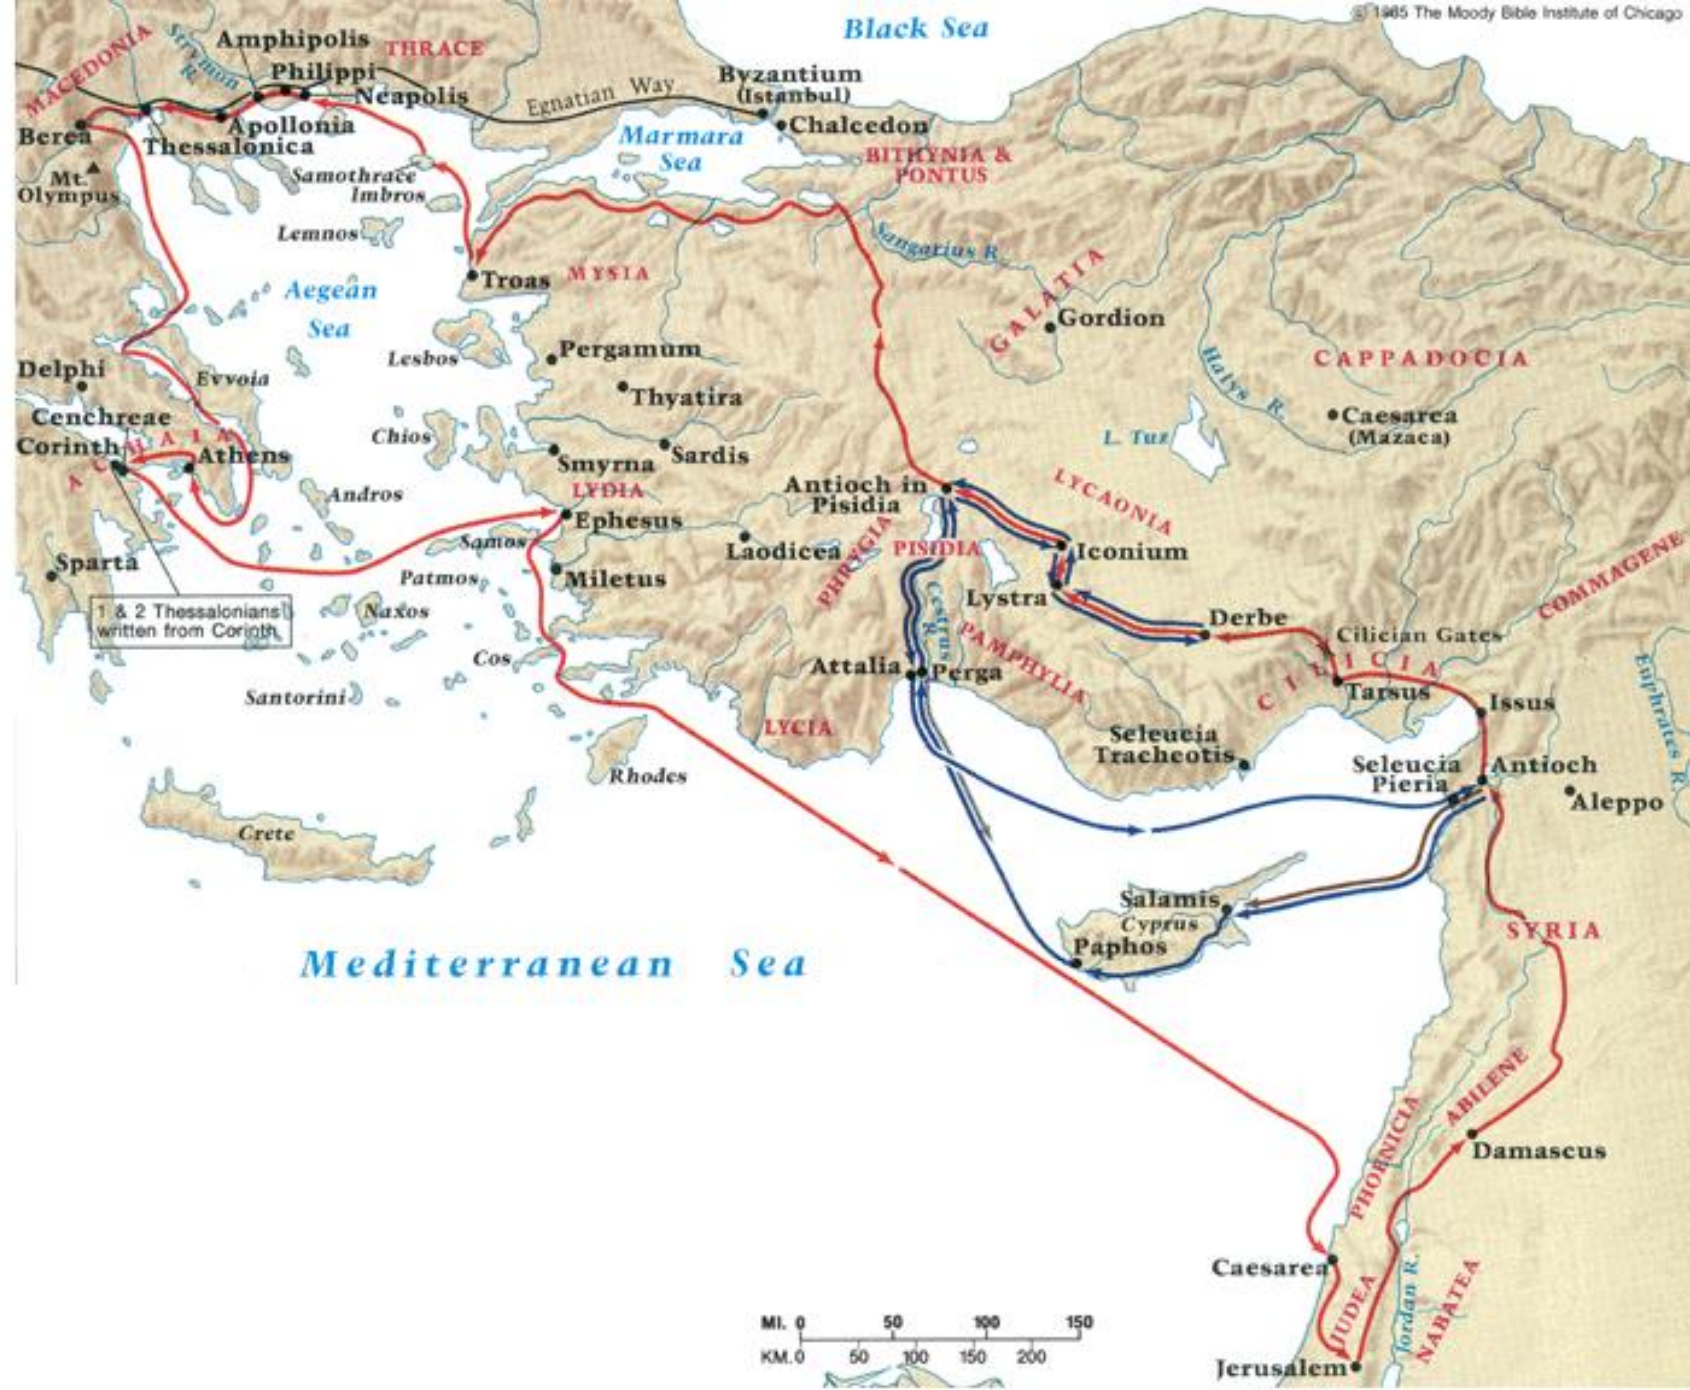 © 1985 The Moody Bible Institute of Chicago
Black Sea
MACEDONIA
Strymon
R.
Amphipolis
THRACE
Philippi
Neapolis
Egnatian Way
Byzantium
(Istanbul)
Chalcedon
Berea
Apollonia
Thessalonica
Marmara
Sea
BITHYNIA &
PONTUS
Mt.
Olympus
Samothrace
Imbros
Lemnos
Sangarius R.
Troas
MYSIA
Aegean
Sea
GALATIA
Gordion
Lesbos
Pergamum
Delphi
Evvoia
Thyatira
Halys R.
CAPPADOCIA
Cenchreae
Corinth
ACHAIA
Athens
Chios
Smyrna
Sardis
L. Tuz
Caesarea
(Mazaca)
Andros
LYDIA
Antioch in
Pisidia
LYCAONIA
Ephesus
Samos
Laodicea
PHRYGIA
PISIDIA
Iconium
Sparta
Patmos
Miletus
Lystra
COMMAGENE
1 & 2 Thessalonians
written from Corinth
Naxos
Cestrus
R.
Derbe
Cilician Gates
Cos
PAMPHYLIA
CILICIA
Attalia
Perga
Tarsus
Euphrates R.
Santorini
LYCIA
Issus
Rhodes
Seleucia
Tracheotis
Seleucia
Pieria
Antioch
Aleppo
Crete
Salamis
Cyprus
Paphos
SYRIA
Mediterranean Sea
ABILENE
PHOENICIA
Damascus
Caesarea
JUDEA
Jordan R.
NABATEA
Jerusalem
MI. 0 50 100 150
KM. 0 50 100 150 200